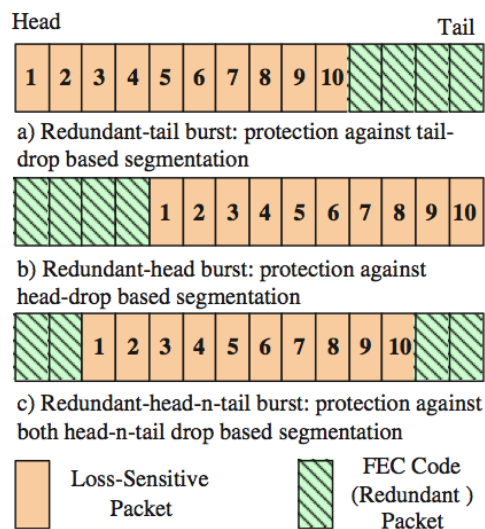 Head Tail
1 2 3 4 5 6 7 8 9 10
a) Redundant-tail burst: protection against tail-
drop based segmentation
1 2 3 4 5 6 7 8 9 10
b) Redundant-head burst: protection against
head-drop based segmentation
1 2 3 4 5 6 7 8 9 10
c) Redundant-head-n-tail burst: protection against
both head-n-tail drop based segmentation
Loss-Sensitive
Packet
FEC Code
(Redundant )
Packet